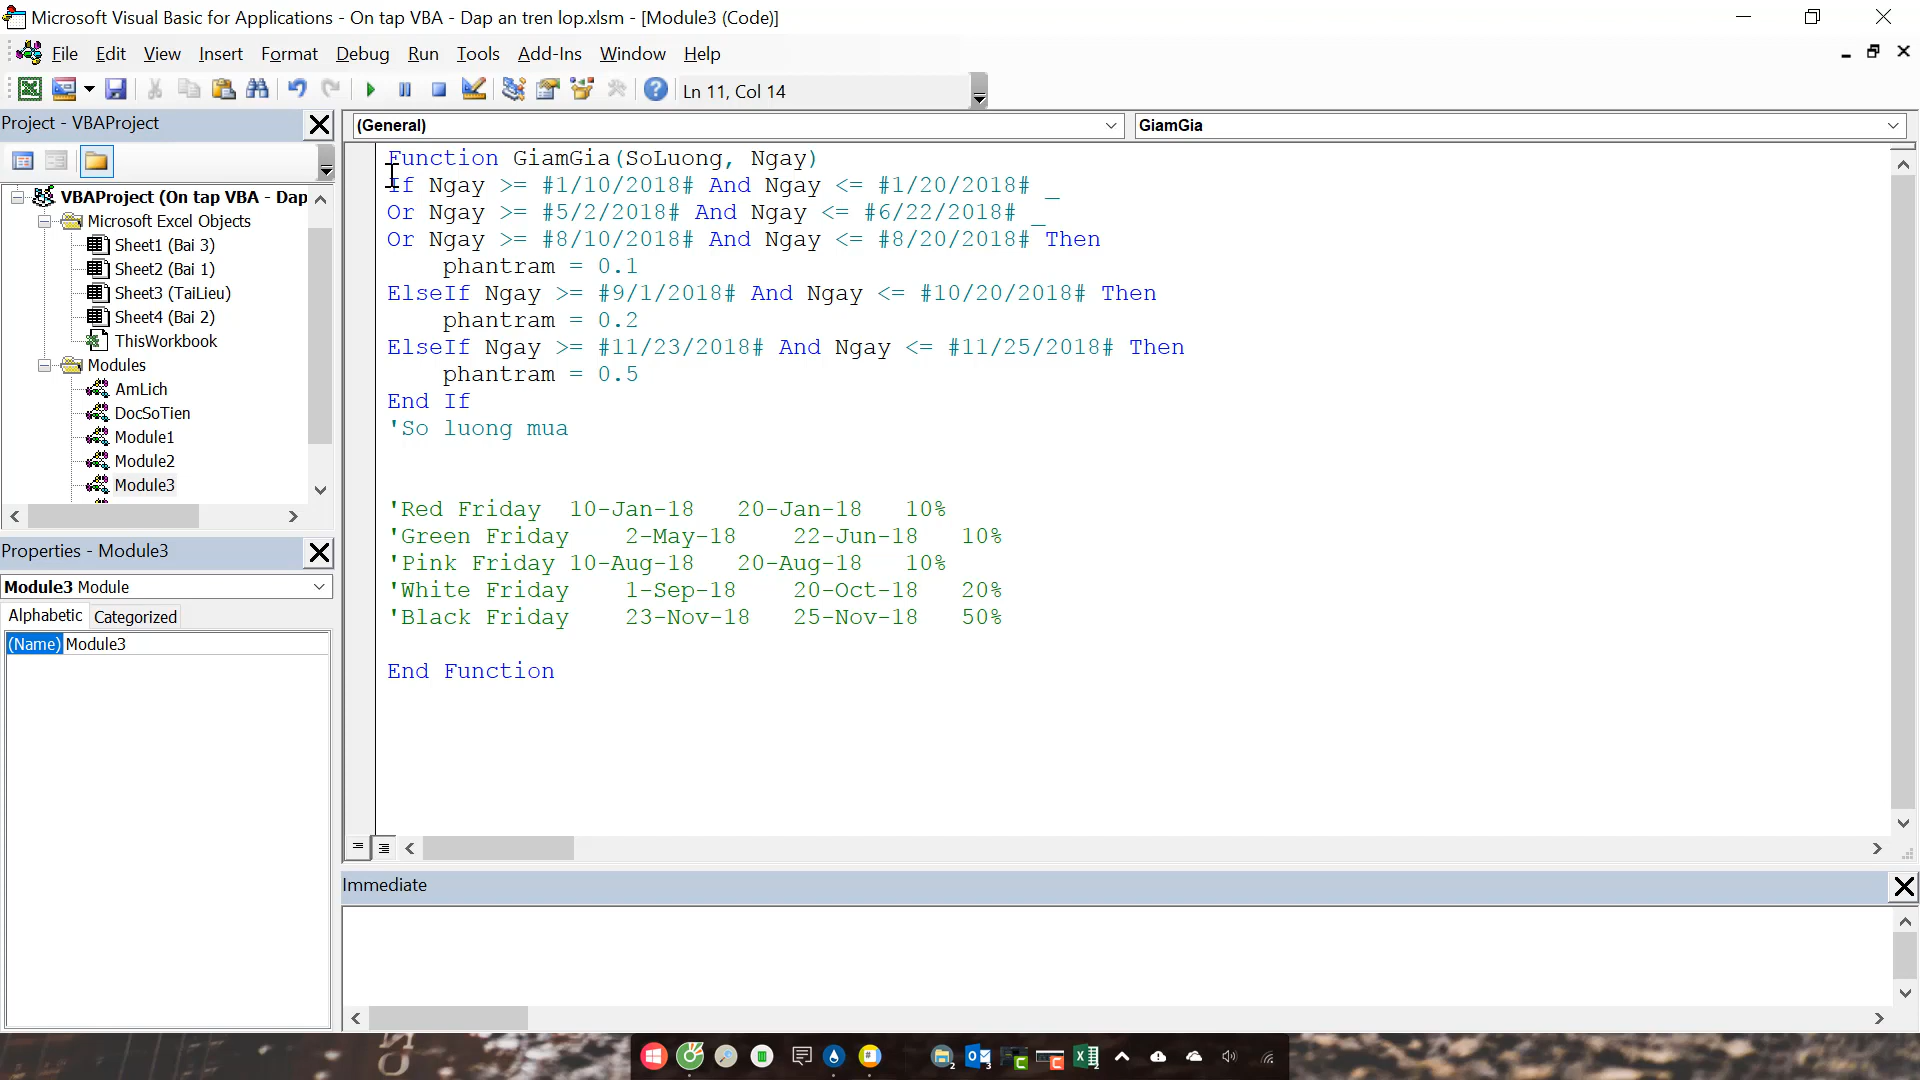 Microsoft Visual Basic for Applications - On tap VBA - Dap an tren lop.xlsm - [Module3 (Code)]
File Edit View Insert Format Debug Run Tools Add-Ins Window Help
Ln 11, Col 14
Project - VBAProject
VBAProject (On tap VBA - Dap
Microsoft Excel Objects
Sheet1 (Bai 3)
Sheet2 (Bai 1)
Sheet3 (TaiLieu)
Sheet4 (Bai 2)
ThisWorkbook
Modules
AmLich
DocSoTien
Module1
Module2
Module3
Properties - Module3
Module3 Module
Alphabetic Categorized
(Name) Module3
(General)
GiamGia
Function GiamGia(SoLuong, Ngay)
If Ngay >= #1/10/2018# And Ngay <= #1/20/2018# _
Or Ngay >= #5/2/2018# And Ngay <= #6/22/2018# _
Or Ngay >= #8/10/2018# And Ngay <= #8/20/2018# Then
phantram = 0.1
ElseIf Ngay >= #9/1/2018# And Ngay <= #10/20/2018# Then
phantram = 0.2
ElseIf Ngay >= #11/23/2018# And Ngay <= #11/25/2018# Then
phantram = 0.5
End If
'So luong mua
'Red Friday 10-Jan-18 20-Jan-18 10%
'Green Friday 2-May-18 22-Jun-18 10%
'Pink Friday 10-Aug-18 20-Aug-18 10%
'White Friday 1-Sep-18 20-Oct-18 20%
'Black Friday 23-Nov-18 25-Nov-18 50%
End Function
Immediate